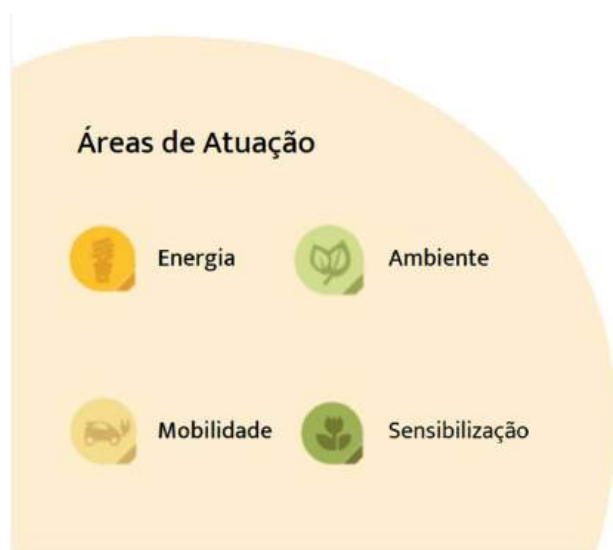 Áreas de Atuação
Energia
Ambiente
Mobilidade
Sensibilização